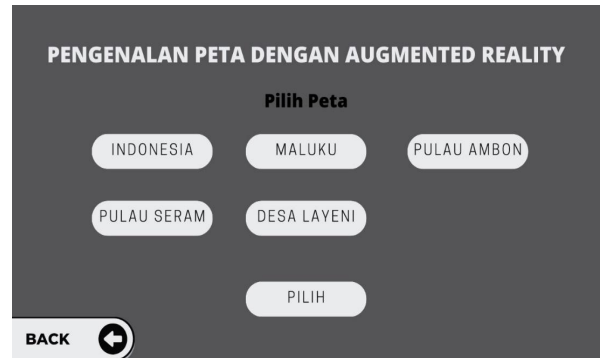 PENGENALAN PETA DENGAN AUGMENTED REALITY
Pilih Peta
INDONESIA
MALUKU
PULAU AMBON
PULAU SERAM
DESA LAYENI
PILIH
BACK